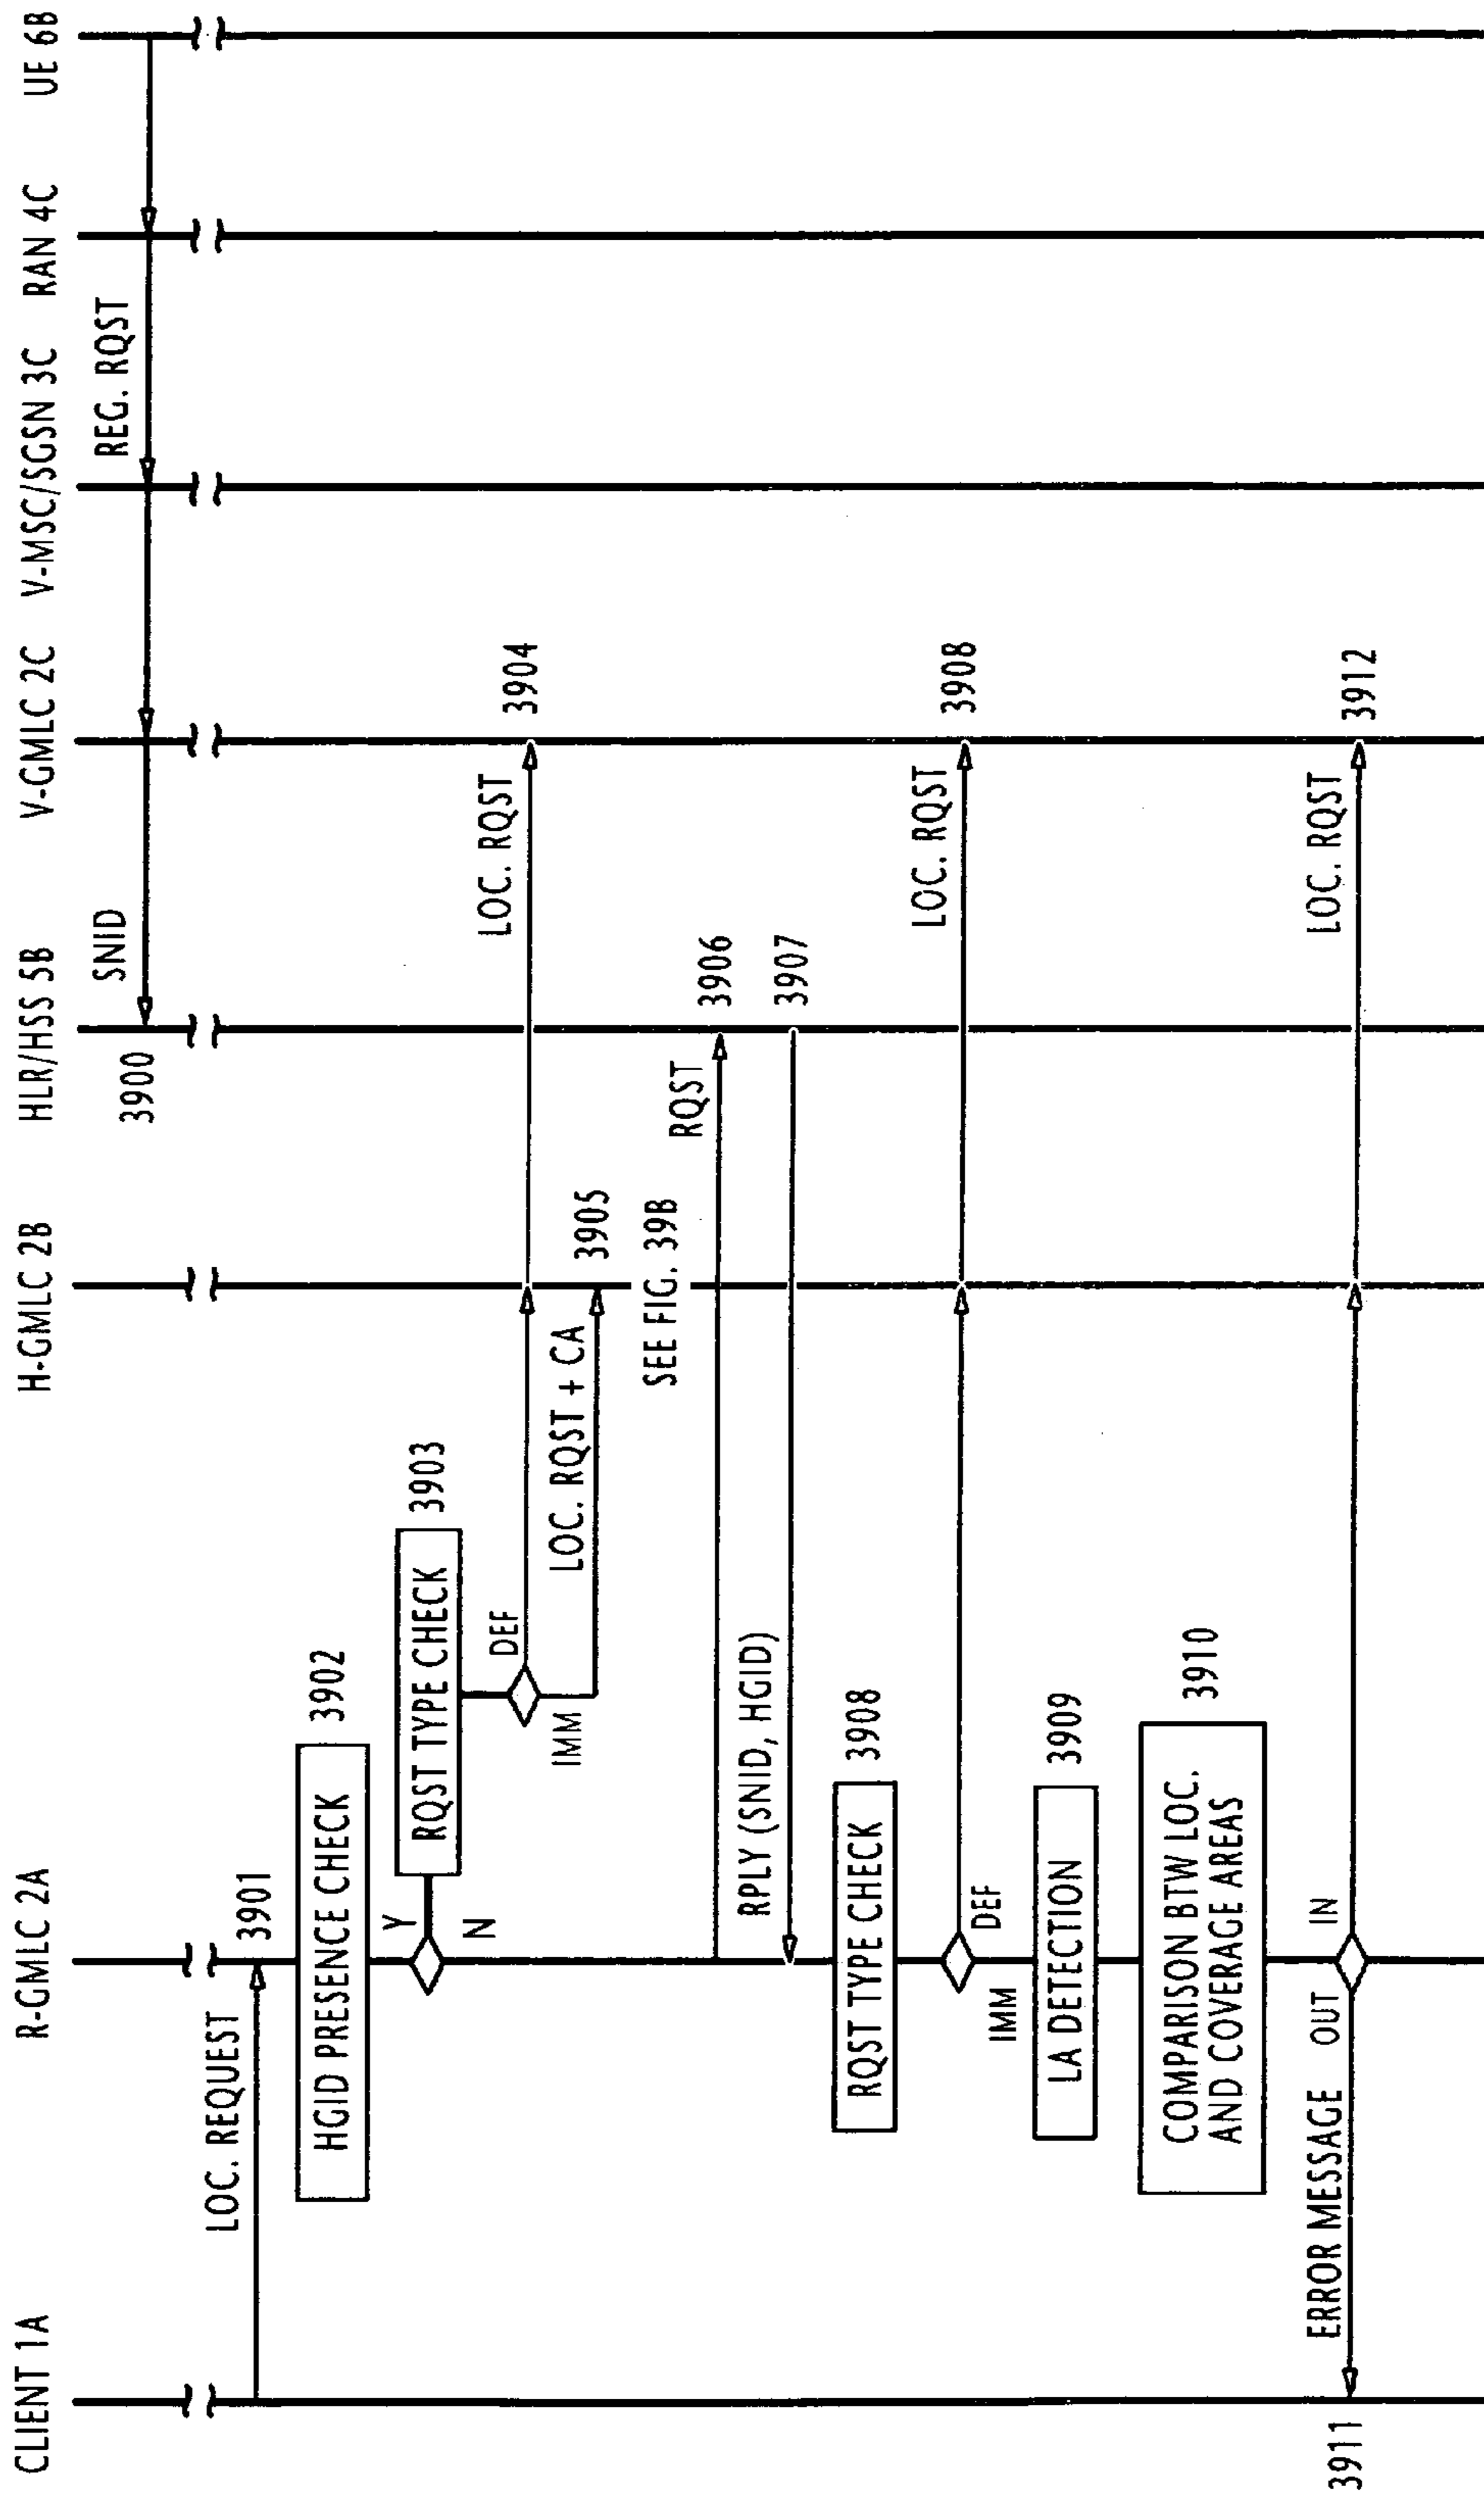 CLIENT 1A
R-GMLC 2A
H-GMLC 2B
HLR/HSS 5B
V-GMLC 2C
V-MSC/SGSN 3C
RAN 4C
UE 6B
3900
SNID
REG. RQST
LOC. REQUEST
3901
HGID PRESENCE CHECK
3902
Y
N
RQST TYPE CHECK
3903
DEF
IMM
LOC. RQST
3904
LOC. RQST + CA
3905
SEE FIG. 39B
RQST
3906
RPLY (SNID, HGID)
3907
RQST TYPE CHECK
3908
DEF
IMM
LOC. RQST
3908
LA DETECTION
3909
COMPARISON BTW LOC.
AND COVERAGE AREAS
3910
3911
ERROR MESSAGE
OUT
IN
LOC. RQST
3912